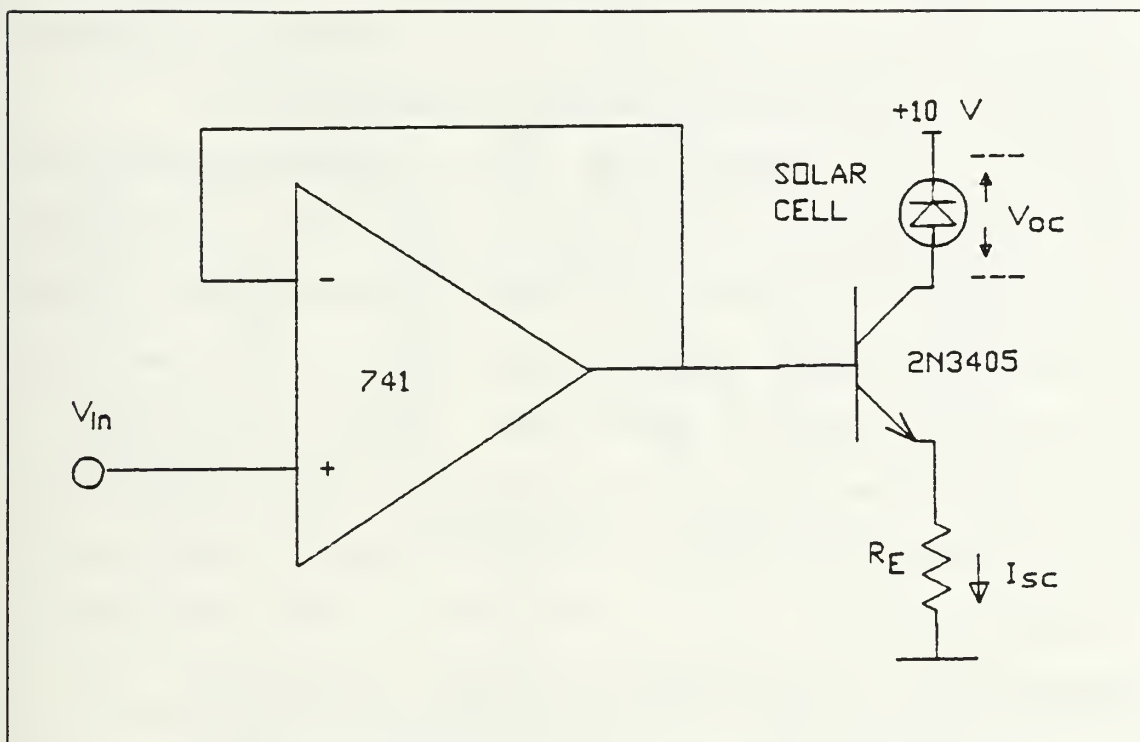 +10 V
SOLAR
CELL
Voc
-
741
2N3405
Vin
+
RE
Isc